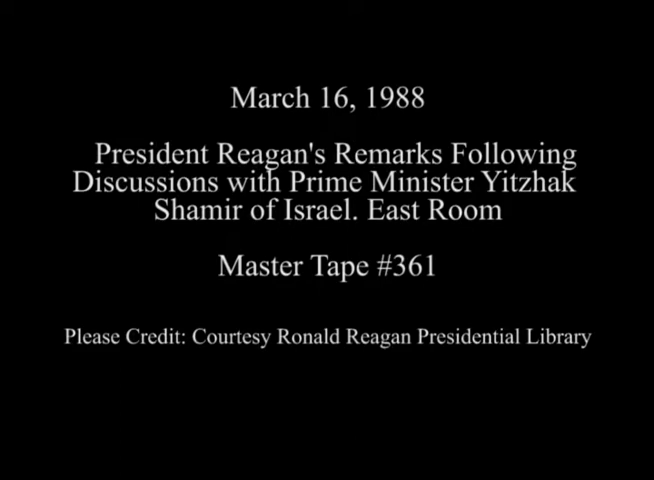 March 16, 1988
President Reagan's Remarks Following
Discussions with Prime Minister Yitzhak
Shamir of Israel. East Room
Master Tape #361
Please Credit: Courtesy Ronald Reagan Presidential Library